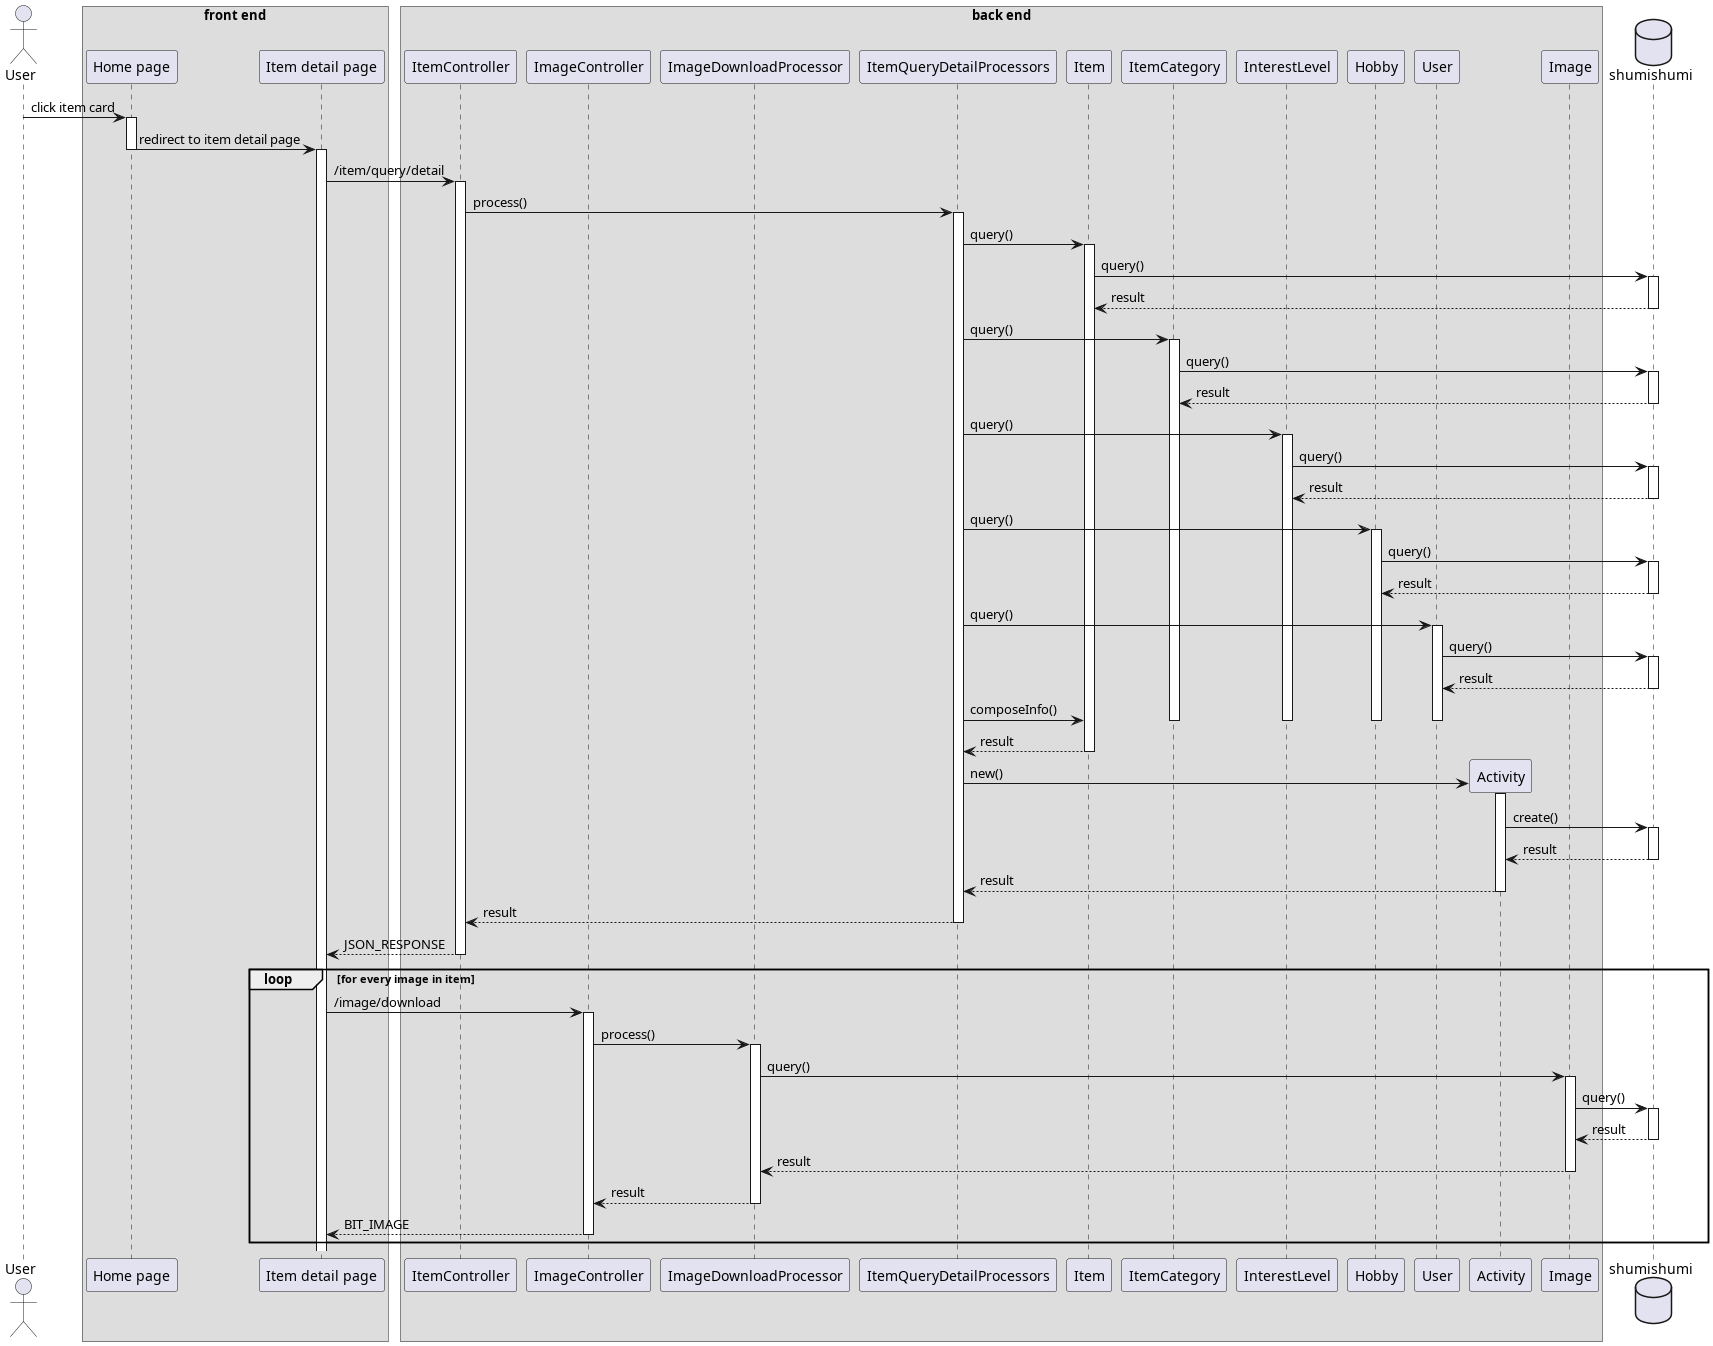 front end
back end
User
Home page
Item detail page
ItemController
ImageController
ImageDownloadProcessor
ItemQueryDetailProcessors
Item
ItemCategory
InterestLevel
Hobby
User
Image
shumishumi
click item card
redirect to item detail page
/item/query/detail
process()
query()
query()
result
query()
query()
result
query()
query()
result
query()
query()
result
query()
query()
result
composeInfo()
result
new()
Activity
create()
result
result
result
JSON_RESPONSE
loop
[for every image in item]
/image/download
process()
query()
query()
result
result
result
BIT_IMAGE
User
Home page
Item detail page
ItemController
ImageController
ImageDownloadProcessor
ItemQueryDetailProcessors
Item
ItemCategory
InterestLevel
Hobby
User
Activity
Image
shumishumi